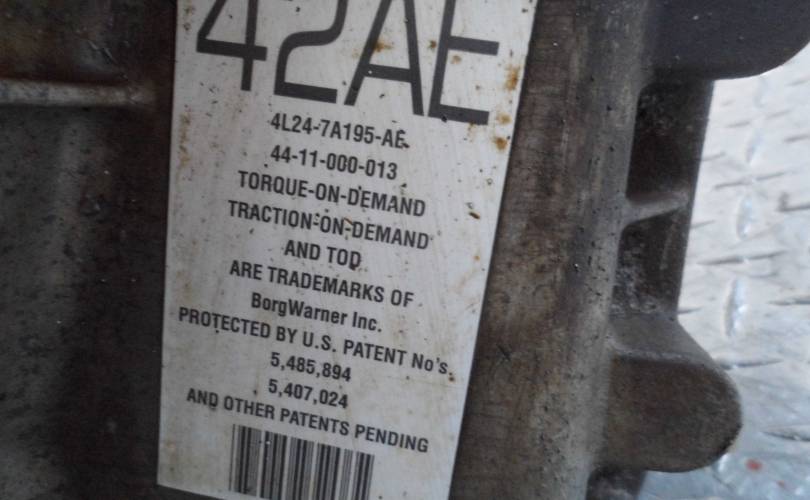 42AE
4L24-7A195-AE
44-11-000-013
TORQUE-ON-DEMAND
TRACTION-ON-DEMAND
AND TOD
ARE TRADEMARKS OF
BorgWarner Inc.
PROTECTED BY U.S. PATENT No's.
5,485,894
5,407,024
AND OTHER PATENTS PENDING